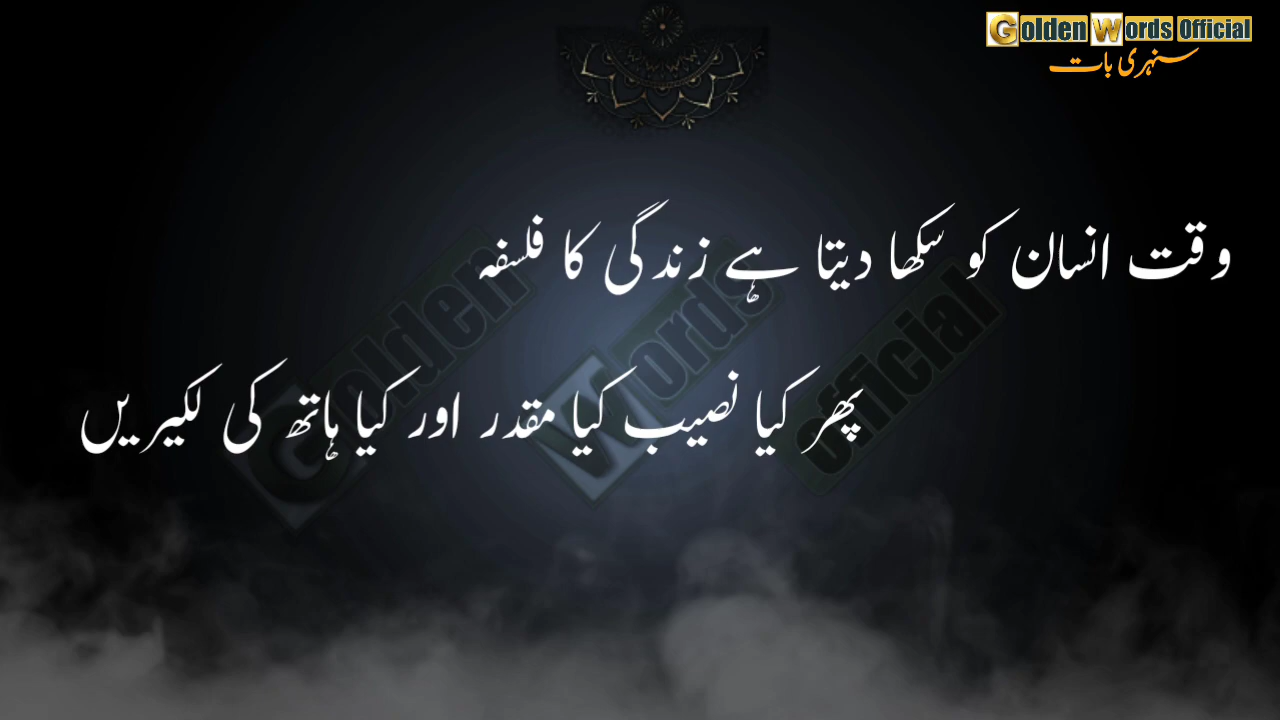 Golden Words Official
سنہری بات
وقت انسان کو سکھا دیتا ہے زندگی کا فلسفہ
پھر کیا نصیب کیا مقدر اور کیا ہاتھ کی لکیریں
Golden Words official